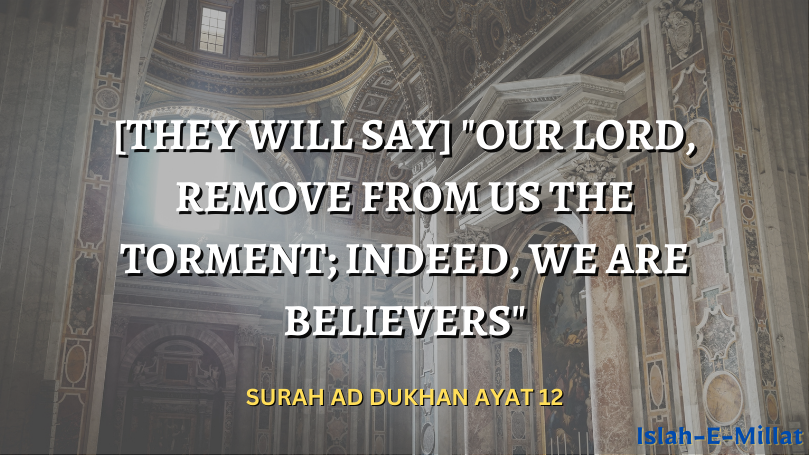 [THEY WILL SAY] "OUR LORD,
REMOVE FROM US THE
TORMENT; INDEED, WE ARE
BELIEVERS"
SURAH AD DUKHAN AYAT 12
Islah-E-Millat